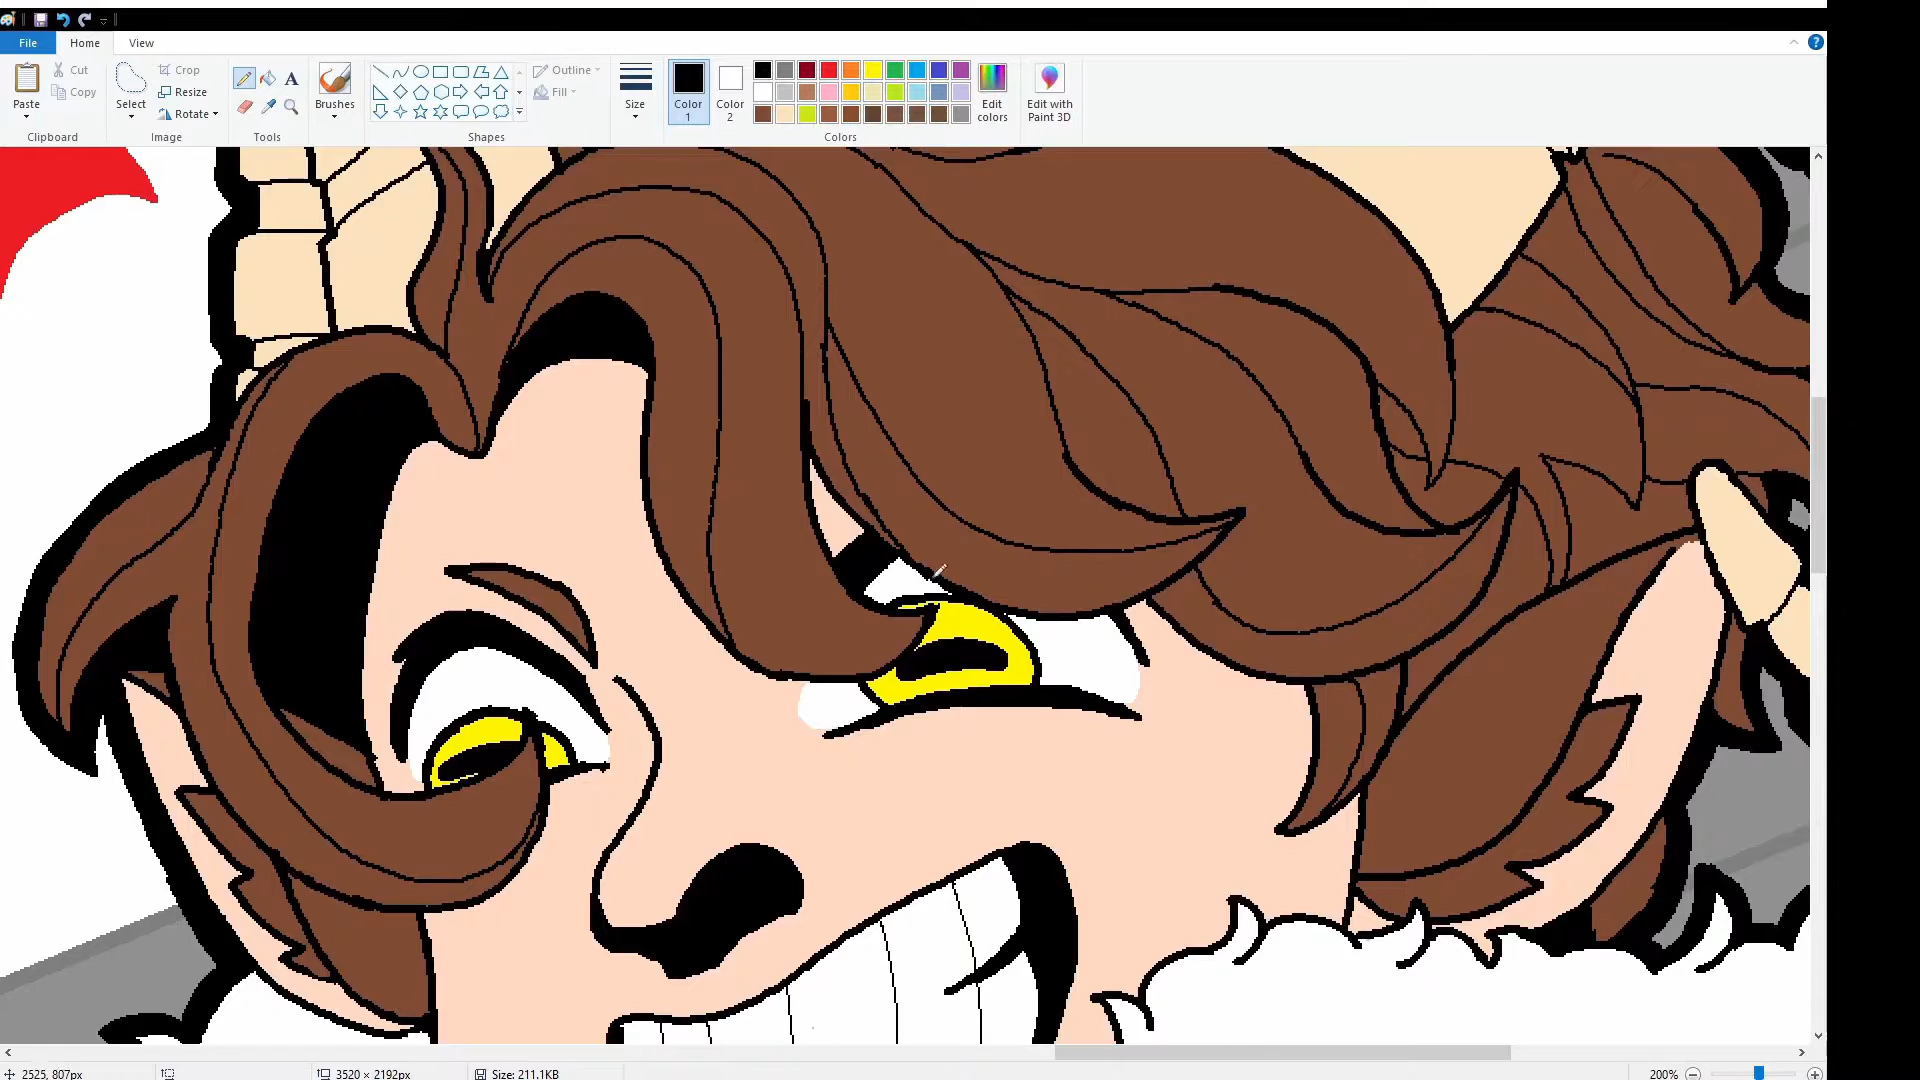 File Home View
Paste
Cut
Copy
Clipboard
Select
Crop
Resize
Rotate
Image
A
Tools
Brushes
Outline
Fill
Shapes
Size
Color
1
Color
2
Colors
Edit
colors
Edit with
Paint 3D
2525, 807px
3520 × 2192px
Size: 211.1KB
200%